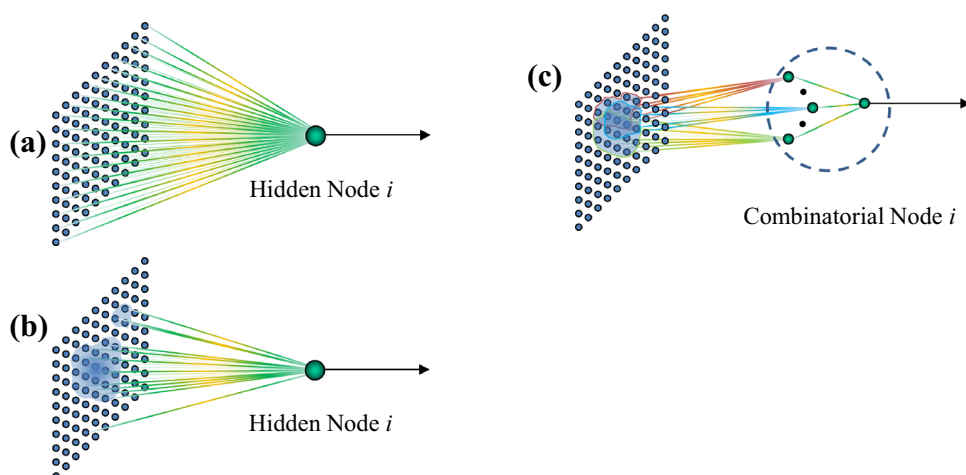 (a)
Hidden Node i
(b)
Hidden Node i
(c)
Combinatorial Node i